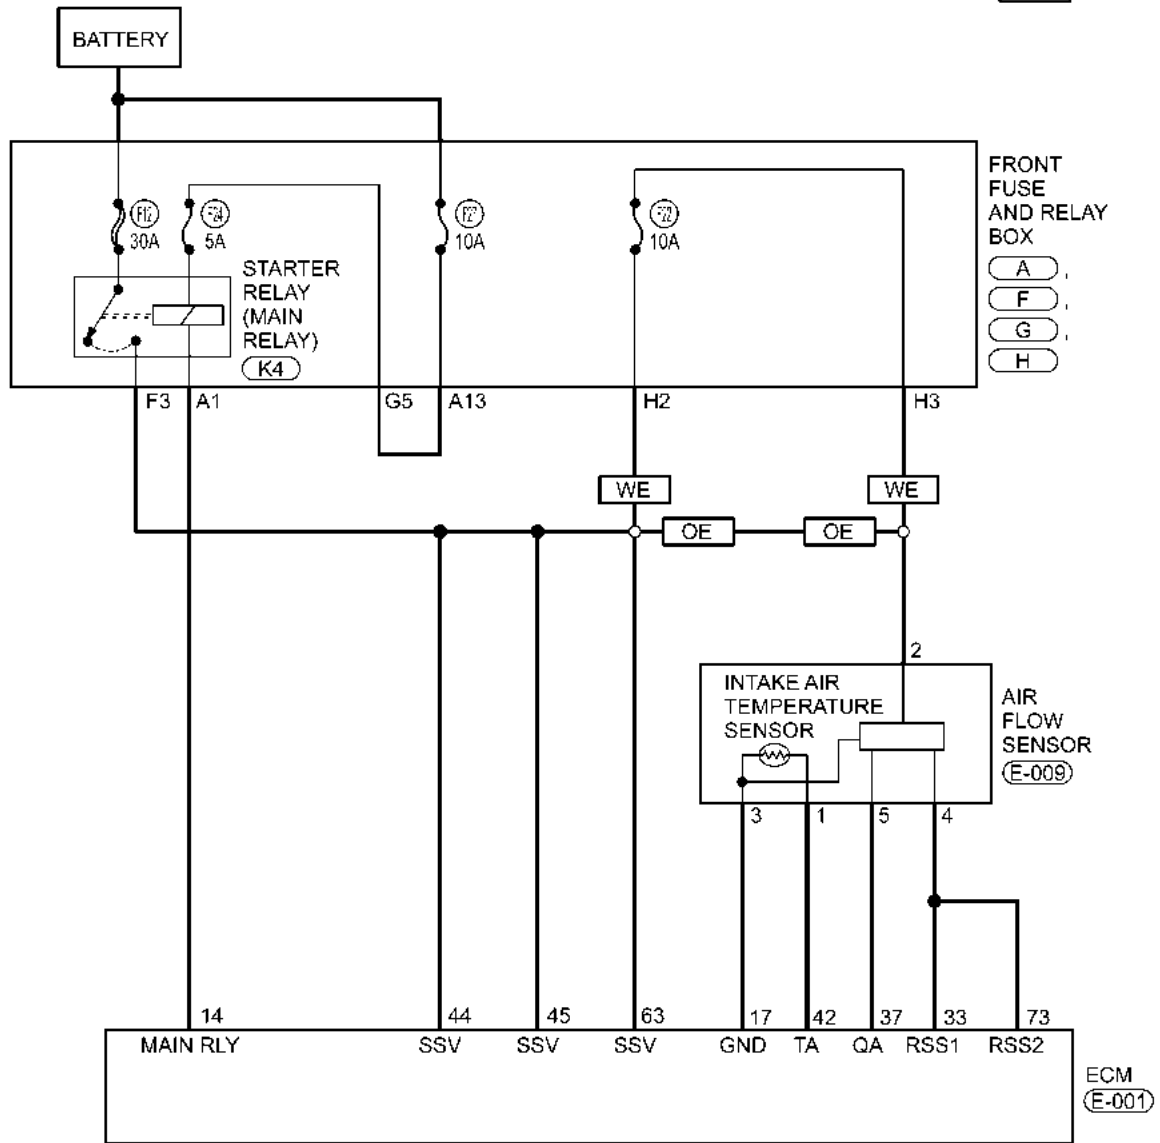 BATTERY
FRONT
FUSE
AND RELAY
BOX
A ,
F ,
G ,
H
F12
30A
F24
5A
F27
10A
10A
STARTER
RELAY
(MAIN
RELAY)
K4
F3 A1 G5 A13 H2 H3
WE WE
OE OE
2
INTAKE AIR
TEMPERATURE
SENSOR
AIR
FLOW
SENSOR
E-009
3 1 5 4
14 44 45 63 17 42 37 33 73
MAIN RLY SSV SSV SSV GND TA QA RSS1 RSS2
ECM
E-001